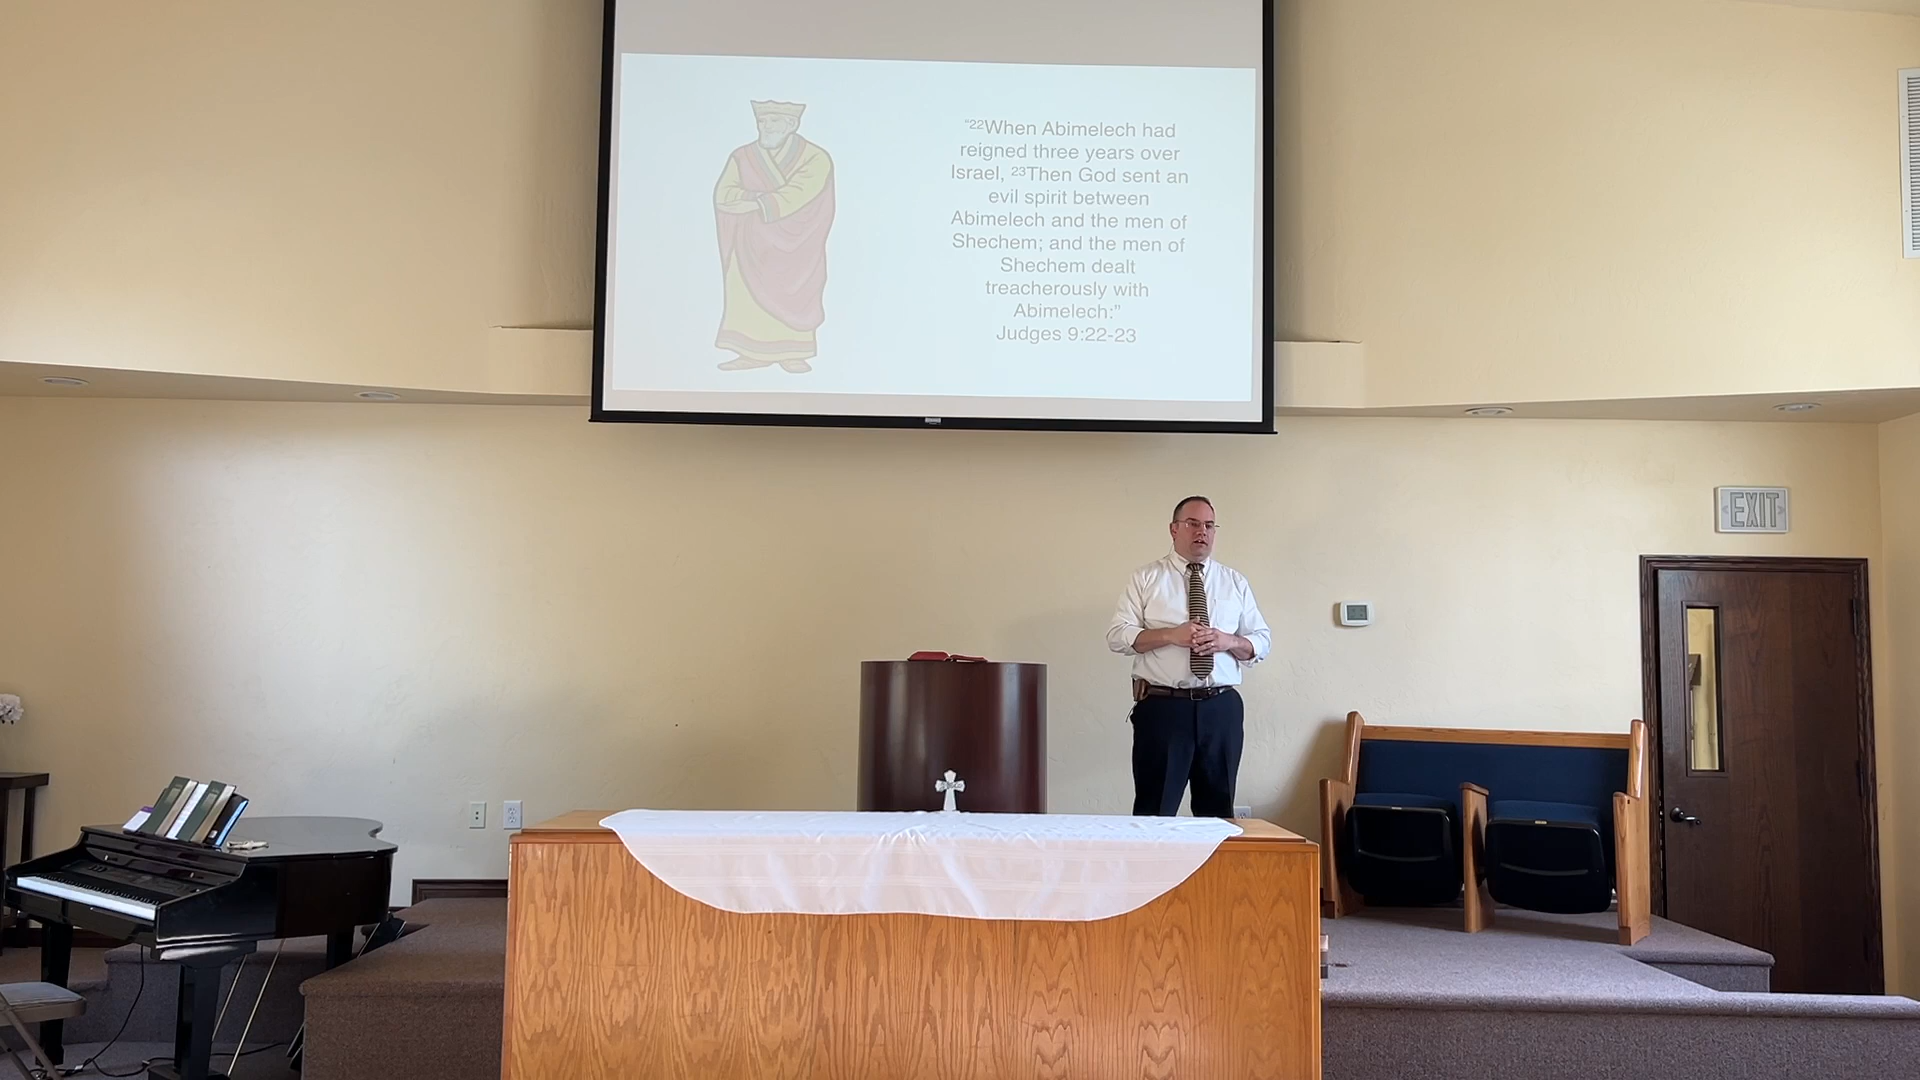 “²²When Abimelech had
reigned three years over
Israel, ²³Then God sent an
evil spirit between
Abimelech and the men of
Shechem; and the men of
Shechem dealt
treacherously with
Abimelech:"
Judges 9:22-23
EXIT